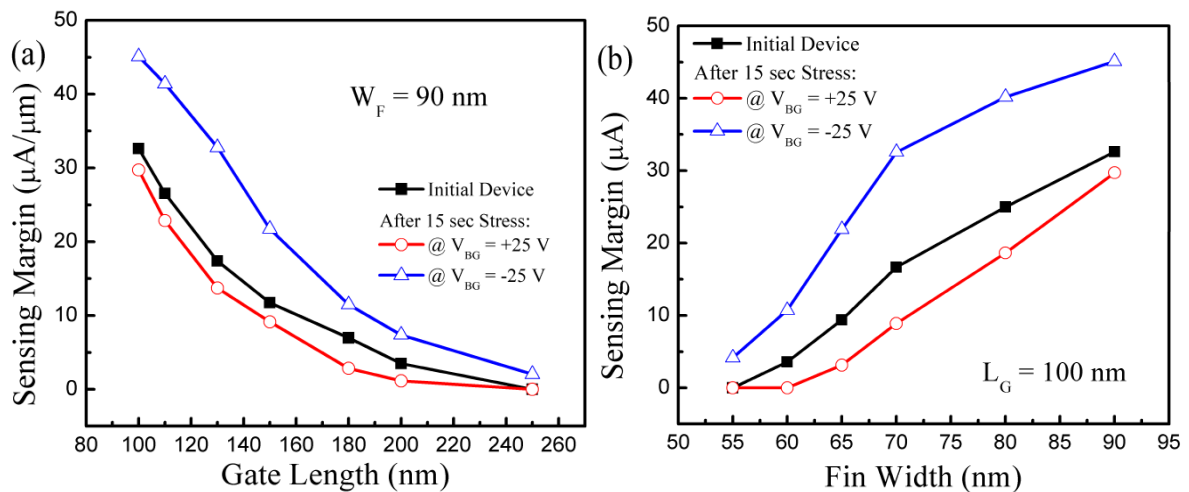 (a)
Sensing Margin (μA/μm)
50
40
30
20
10
0
W_F = 90 nm
Initial Device
After 15 sec Stress:
@ V_BG = +25 V
@ V_BG = -25 V
80 100 120 140 160 180 200 220 240 260
Gate Length (nm)
(b)
Sensing Margin (μA)
50
40
30
20
10
0
Initial Device
After 15 sec Stress:
@ V_BG = +25 V
@ V_BG = -25 V
L_G = 100 nm
50 55 60 65 70 75 80 85 90 95
Fin Width (nm)